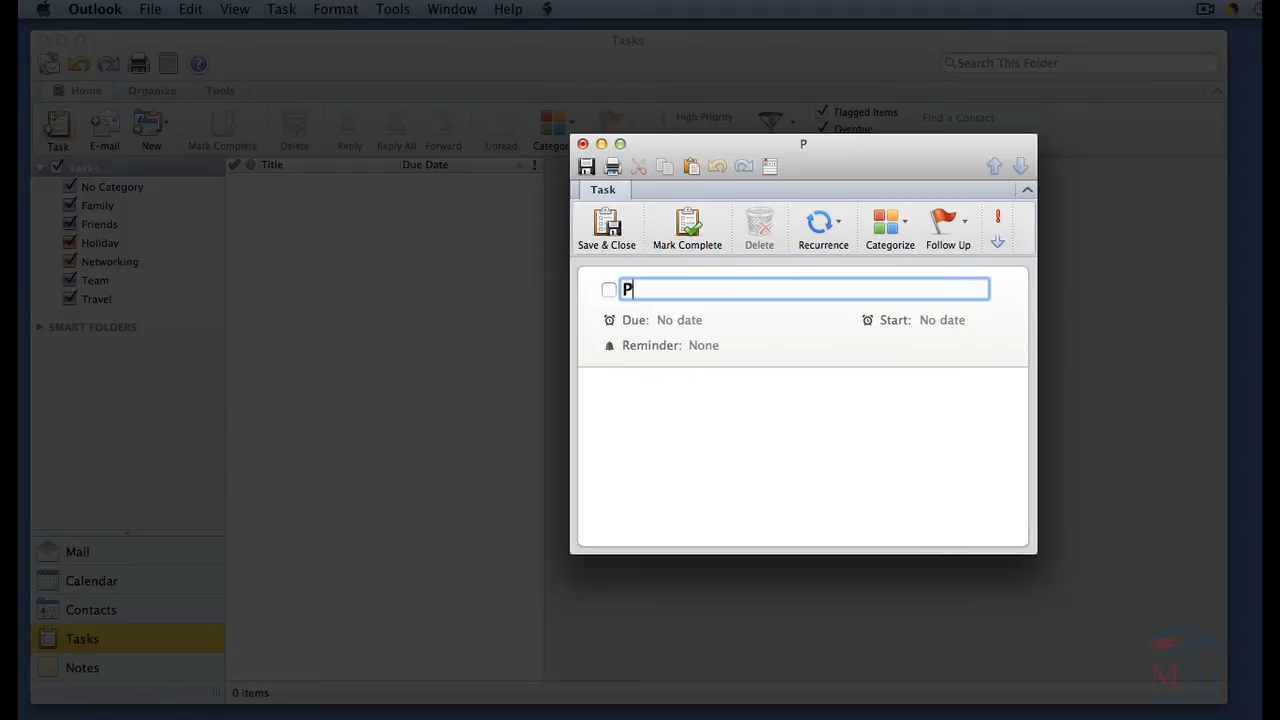 Outlook File Edit View Task Format Tools Window Help
Tasks
Search This Folder
Home Organize Tools
Task E-mail New Mark Complete Delete Reply Reply All Forward Unread High Priority Flagged Items Find a Contact
Overdue
Tasks
No Category
Family
Friends
Holiday
Networking
Team
Travel
SMART FOLDERS
Title Due Date !
P
Task
Save & Close Mark Complete Delete Recurrence Categorize Follow Up
P
Due: No date Start: No date
Reminder: None
Mail
Calendar
Contacts
Tasks
Notes
0 items